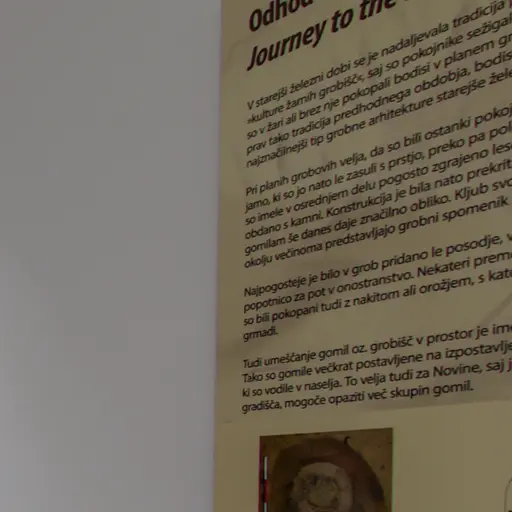 Odhod
Journey to the
V starejši železni dobi se je nadaljevala tradicija
»kulture žarnih grobišč«, saj so pokojnike sežigal
so v žari ali brez nje pokopali bodisi v planem gr
prav tako tradicija predhodnega obdobja, bodis
najznačilnejši tip grobne arhitekture starejše žele
Pri planih grobovih velja, da so bili ostanki pokoj
jamo, ki so jo nato le zasuli s prstjo, preko pa pol
so imele v osrednjem delu pogosto zgrajeno les
obdano s kamni. Konstrukcija je bila nato prekrit
gomilam še danes daje značilno obliko. Kljub svo
okolju večinoma predstavljajo grobni spomenik
Najpogosteje je bilo v grob pridano le posodje, v
popotnico za pot v onostranstvo. Nekateri prem
so bili pokopani tudi z nakitom ali orožjem, s kat
grmadi.
Tudi umeščanje gomil oz. grobišč v prostor je ime
Tako so gomile večkrat postavljene na izpostavlje
ki so vodile v naselja. To velja tudi za Novine, saj j
gradišča, mogoče opaziti več skupin gomil.